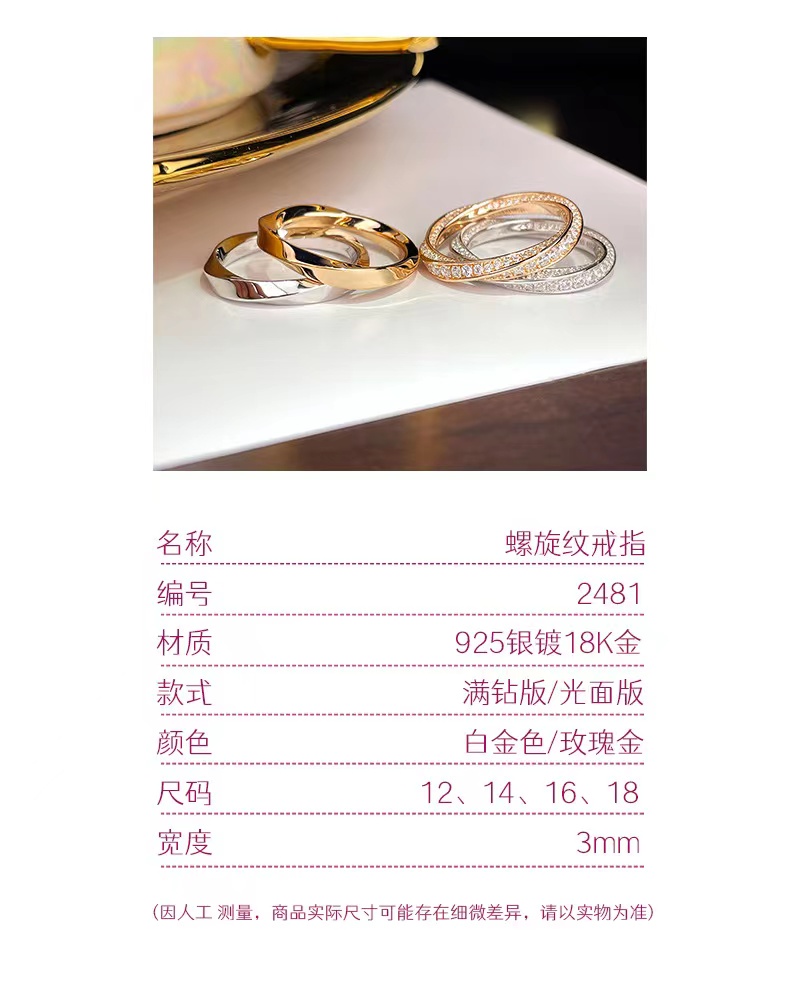 名称 螺旋纹戒指
编号 2481
材质 925银镀18K金
款式 满钻版/光面版
颜色 白金色/玫瑰金
尺码 12、14、16、18
宽度 3mm
(因人工 测量，商品实际尺寸可能存在细微差异，请以实物为准)